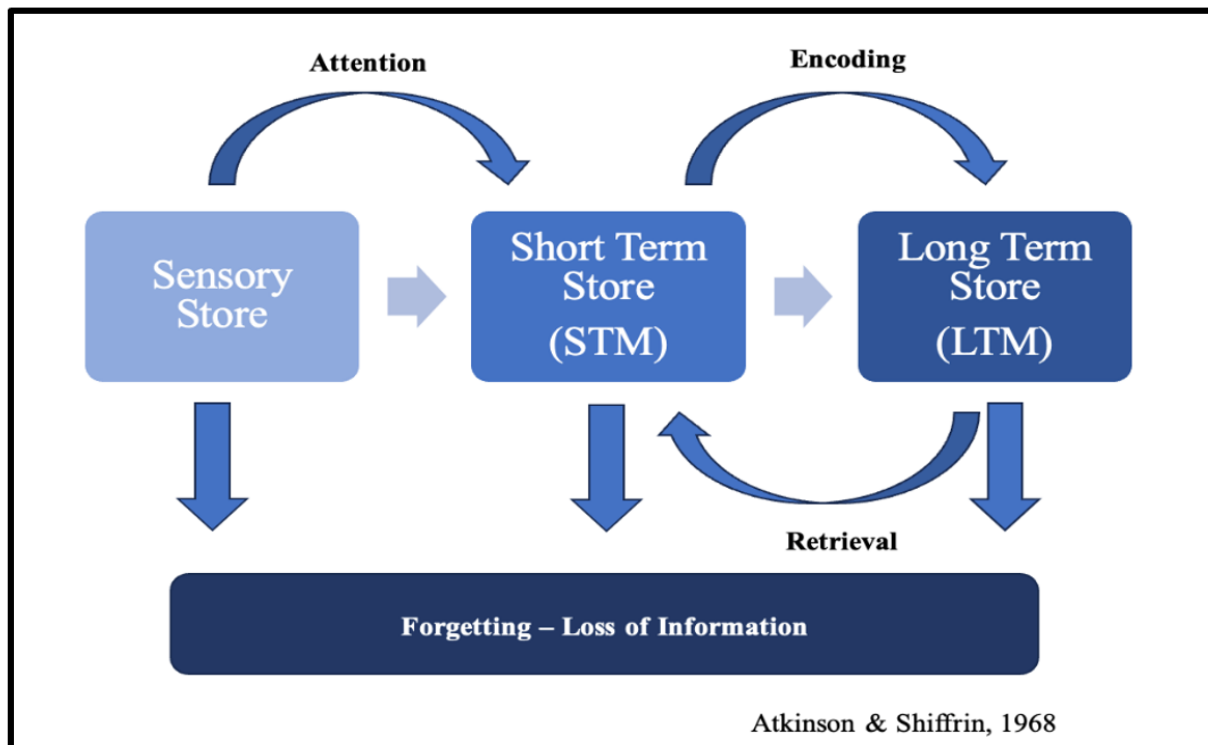 Attention
Encoding
Sensory
Store
Short Term
Store
(STM)
Long Term
Store
(LTM)
Retrieval
Forgetting – Loss of Information
Atkinson & Shiffrin, 1968